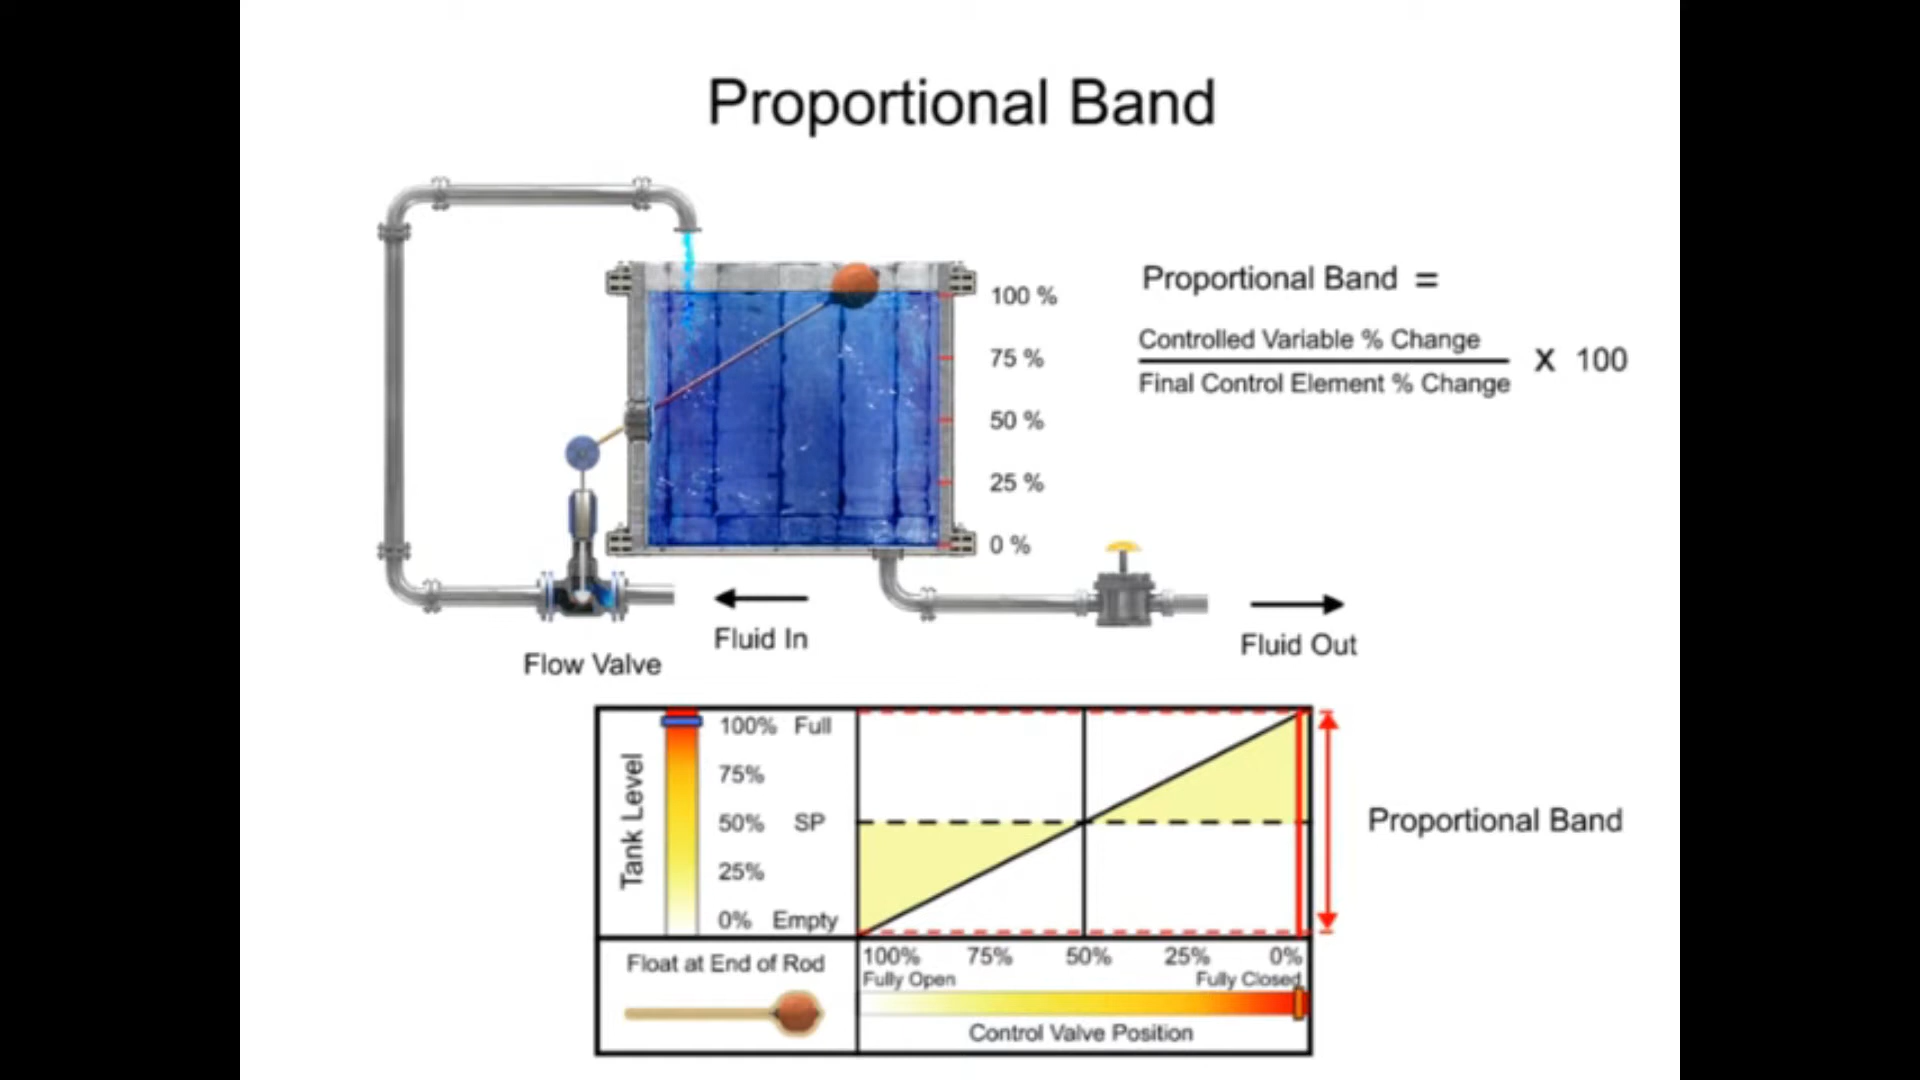 Proportional Band
100 %
75 %
50 %
25 %
0 %
Proportional Band =
Controlled Variable % Change
Final Control Element % Change
X 100
Fluid In
Fluid Out
Flow Valve
Tank Level
100% Full
75%
50% SP
25%
0% Empty
Proportional Band
Float at End of Rod
100% 75% 50% 25% 0%
Fully Open Fully Closed
Control Valve Position